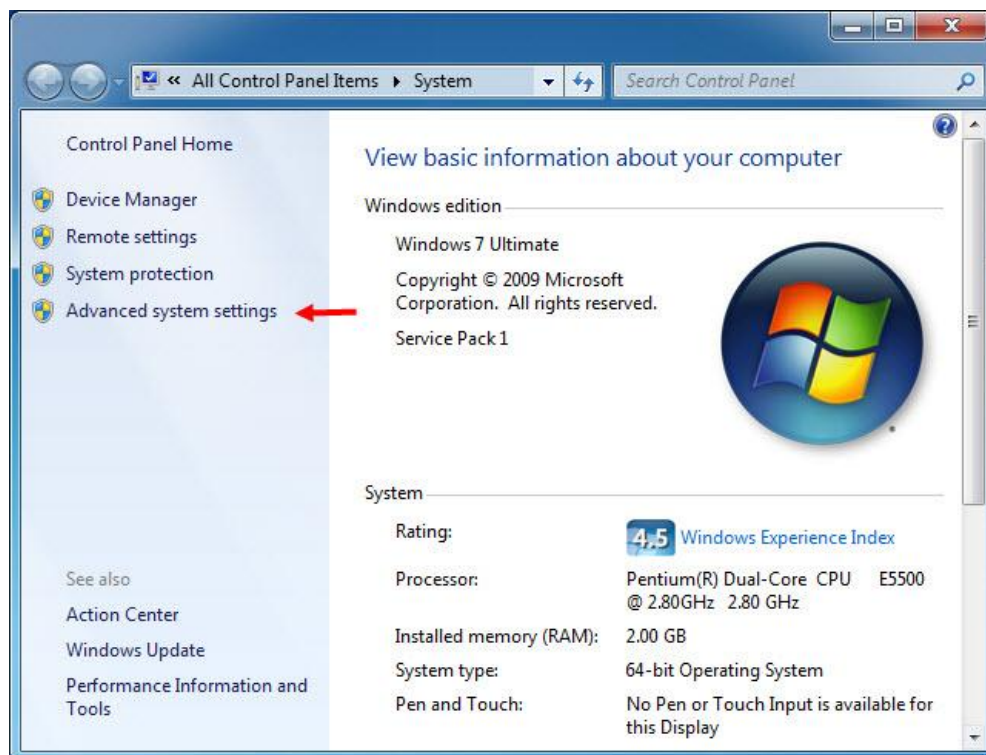 « All Control Panel Items ▸ System
Search Control Panel
Control Panel Home
Device Manager
Remote settings
System protection
Advanced system settings
See also
Action Center
Windows Update
Performance Information and
Tools
View basic information about your computer
Windows edition
Windows 7 Ultimate
Copyright © 2009 Microsoft
Corporation. All rights reserved.
Service Pack 1
System
Rating:
4,5 Windows Experience Index
Processor:
Pentium(R) Dual-Core CPU E5500
@ 2.80GHz 2.80 GHz
Installed memory (RAM):
2.00 GB
System type:
64-bit Operating System
Pen and Touch:
No Pen or Touch Input is available for
this Display